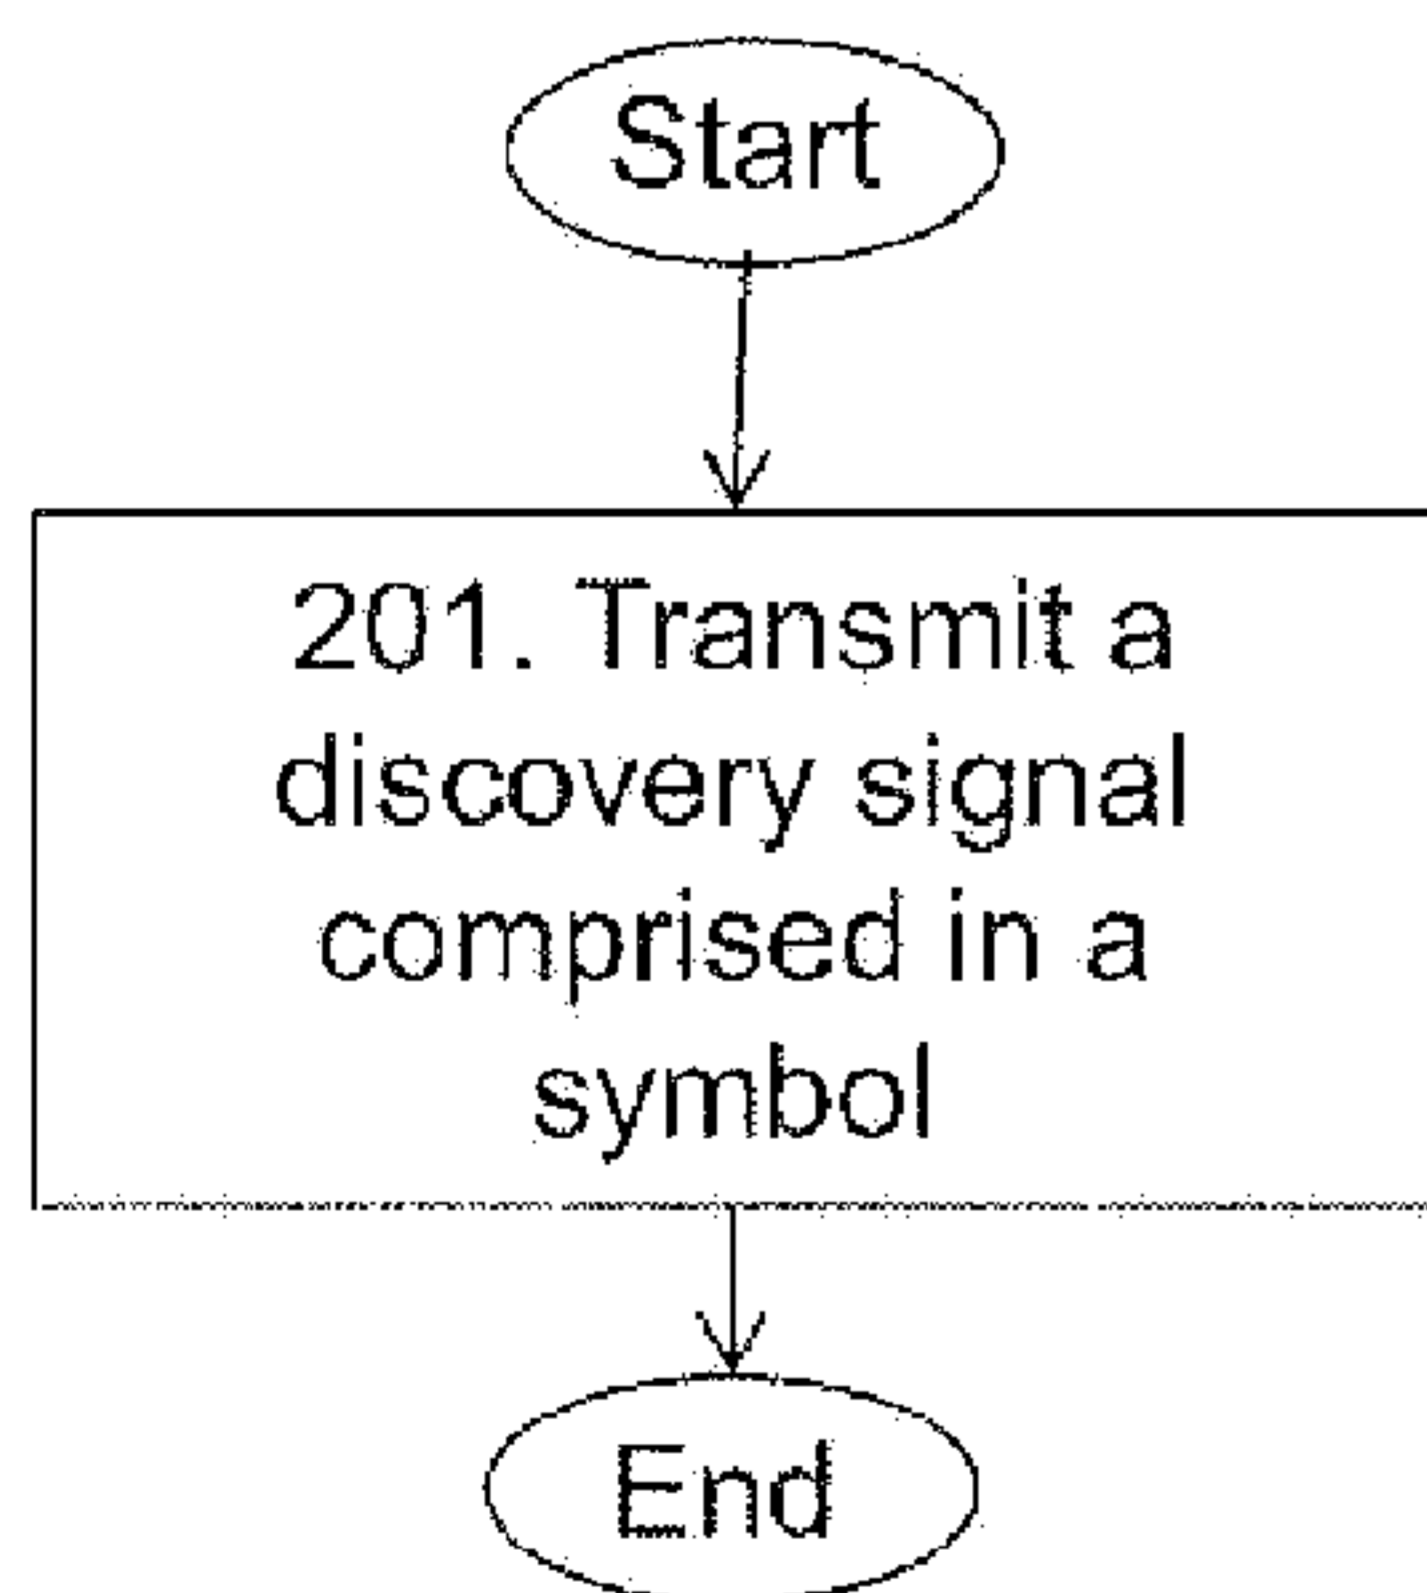 Start
201. Transmit a
discovery signal
comprised in a
symbol
End